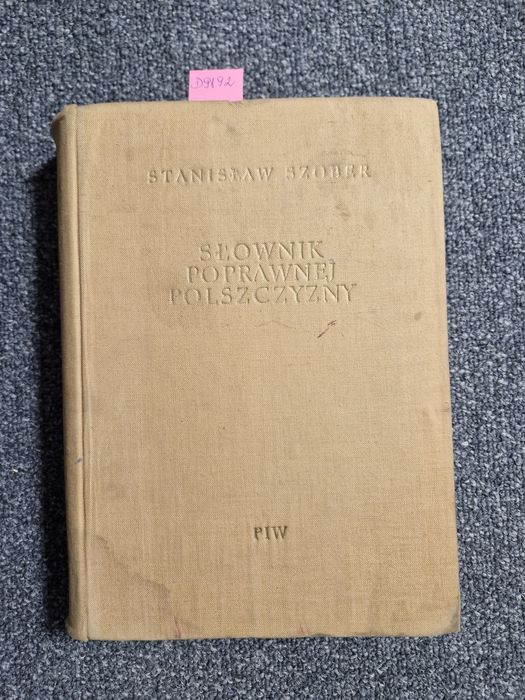 D9192
STANISŁAW SZOBER
SŁOWNIK
POPRAWNEJ
POLSZCZYZNY
PIW